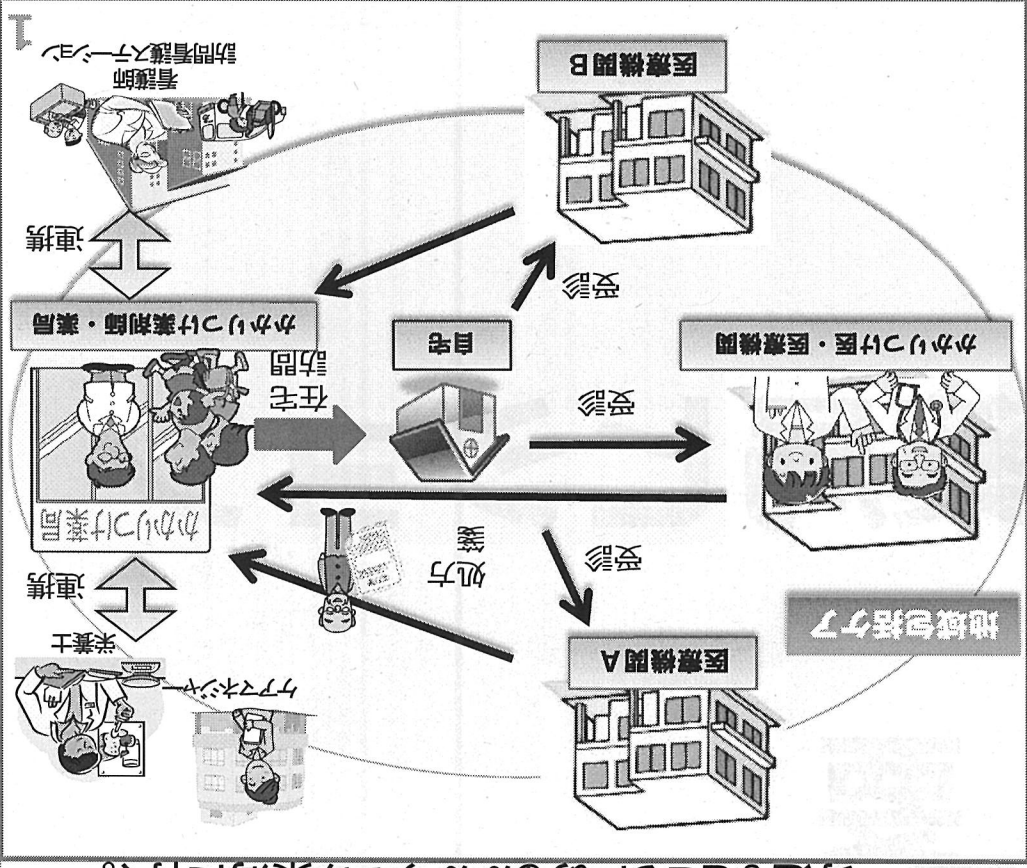 地域包括ケア
医療機関A
ケアマネジャー
栄養士
連携
受診
処方
箋
かかりつけ薬局
かかりつけ医・医療機関
受診
自宅
在宅
訪問
かかりつけ薬剤師・薬局
受診
連携
医療機関B
看護師
訪問看護ステーション
1